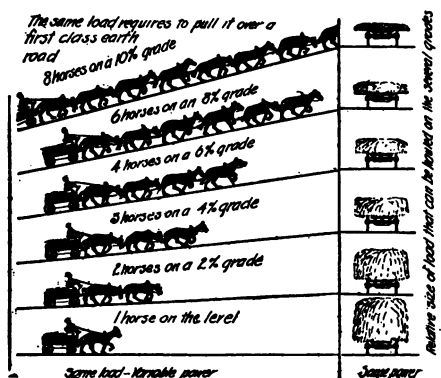 The same load requires to pull it over a
first class earth
road
8 horses on a 10% grade
6 horses on an 8% grade
4 horses on a 6% grade
3 horses on a 4% grade
2 horses on a 2% grade
1 horse on the level
Same load - Variable power
Same power
Relative size of load that can be hauled on the several grades